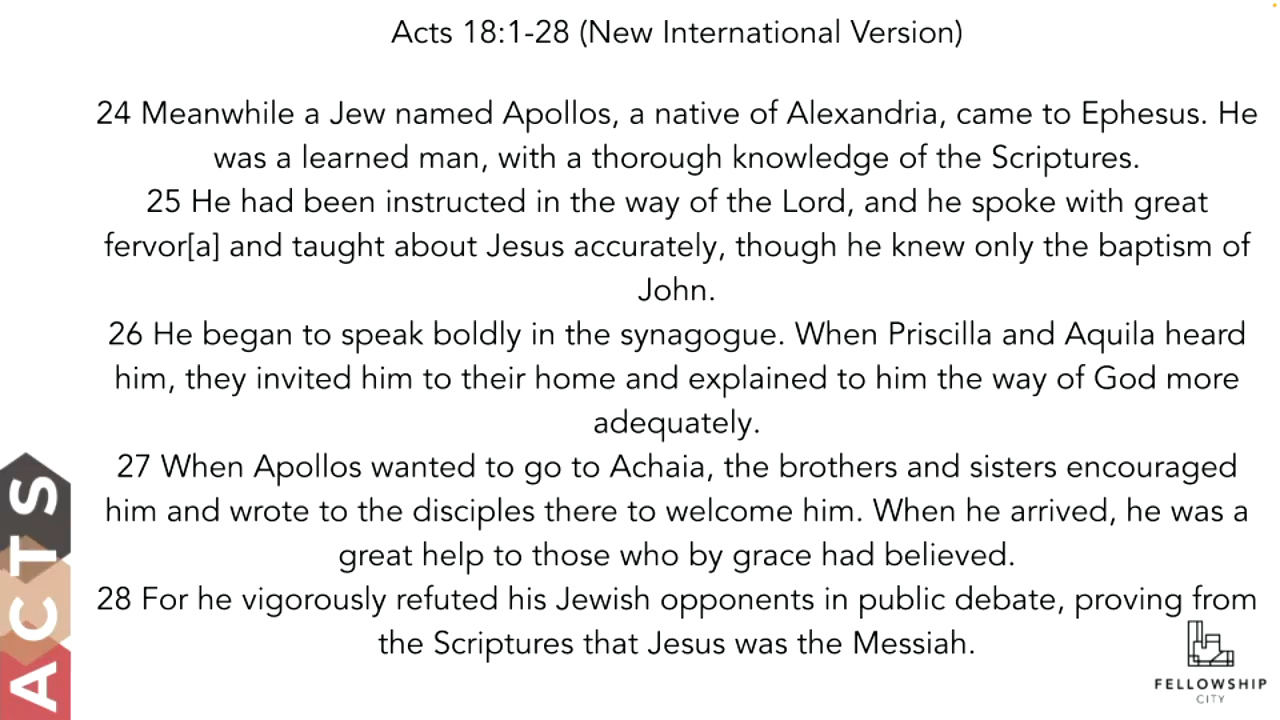 Acts 18:1-28 (New International Version)
24 Meanwhile a Jew named Apollos, a native of Alexandria, came to Ephesus. He
was a learned man, with a thorough knowledge of the Scriptures.
25 He had been instructed in the way of the Lord, and he spoke with great
fervor[a] and taught about Jesus accurately, though he knew only the baptism of
John.
26 He began to speak boldly in the synagogue. When Priscilla and Aquila heard
him, they invited him to their home and explained to him the way of God more
adequately.
27 When Apollos wanted to go to Achaia, the brothers and sisters encouraged
him and wrote to the disciples there to welcome him. When he arrived, he was a
great help to those who by grace had believed.
28 For he vigorously refuted his Jewish opponents in public debate, proving from
the Scriptures that Jesus was the Messiah.
ACTS
FELLOWSHIP
CITY